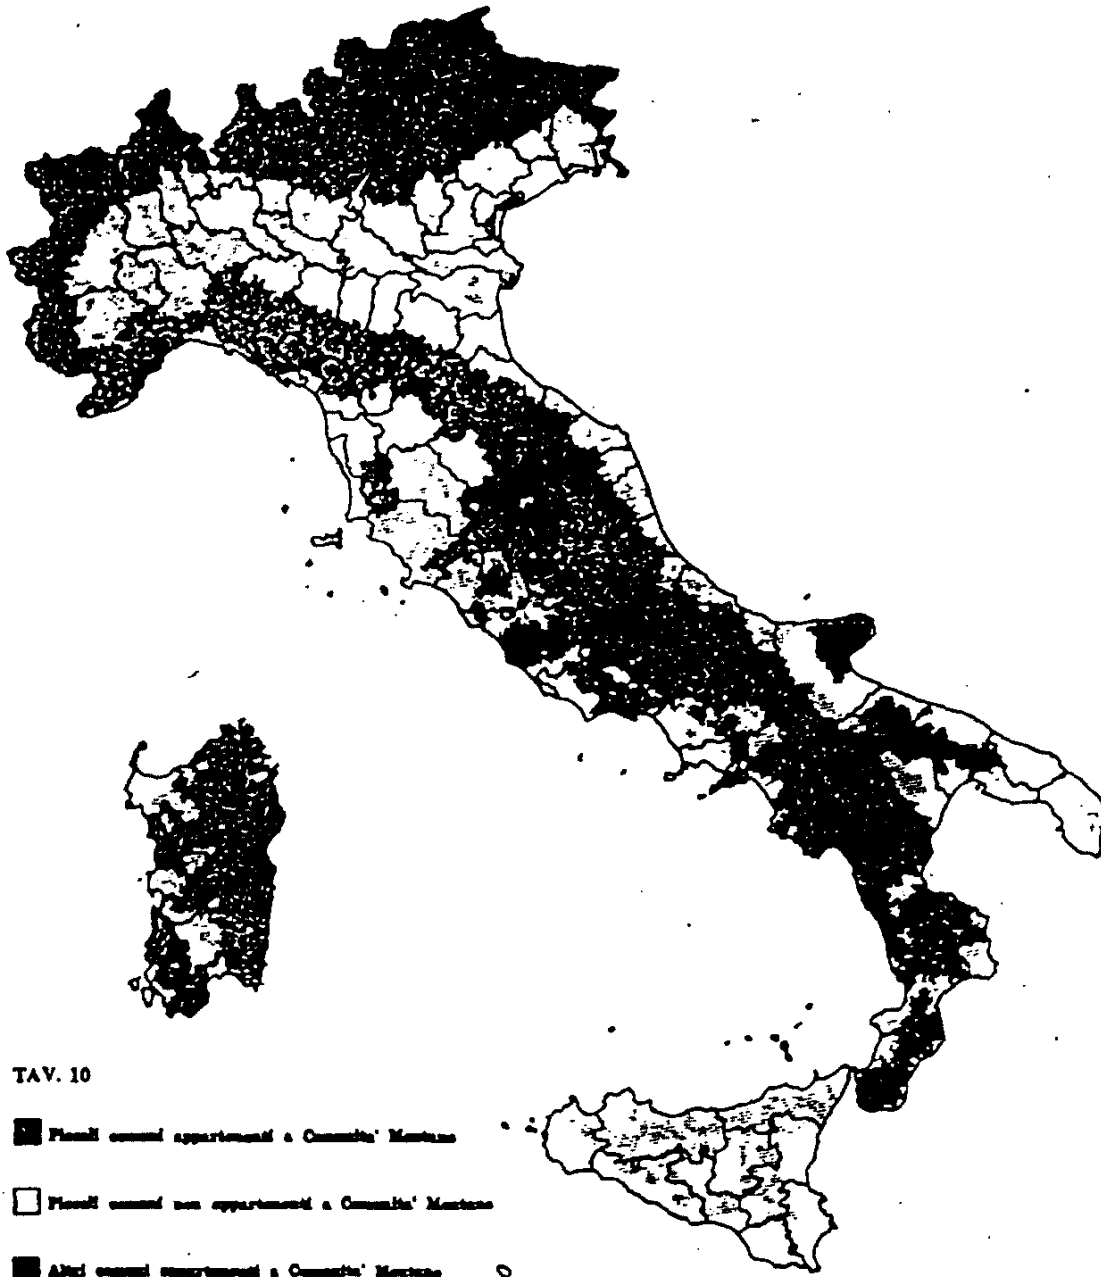 TAV. 10
Piccoli comuni appartenenti a Comunita' Montane
Piccoli comuni non appartenenti a Comunita' Montane
Altri comuni appartenenti a Comunita' Montane